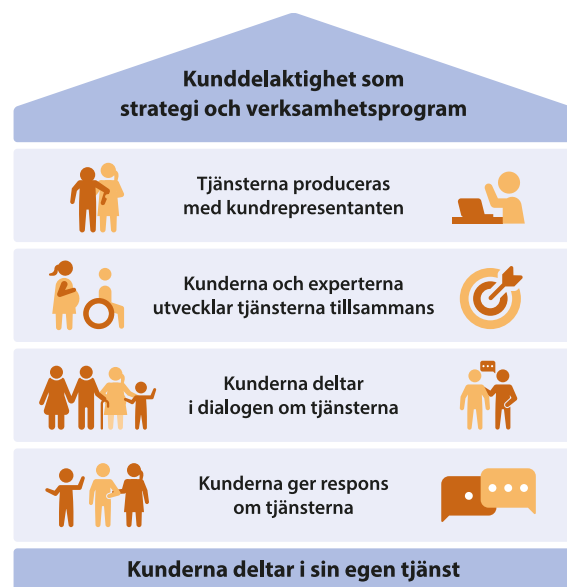 Kunddelaktighet som
strategi och verksamhetsprogram
Tjänsterna produceras
med kundrepresentanten
Kunderna och experterna
utvecklar tjänsterna tillsammans
Kunderna deltar
i dialogen om tjänsterna
Kunderna ger respons
om tjänsterna
Kunderna deltar i sin egen tjänst